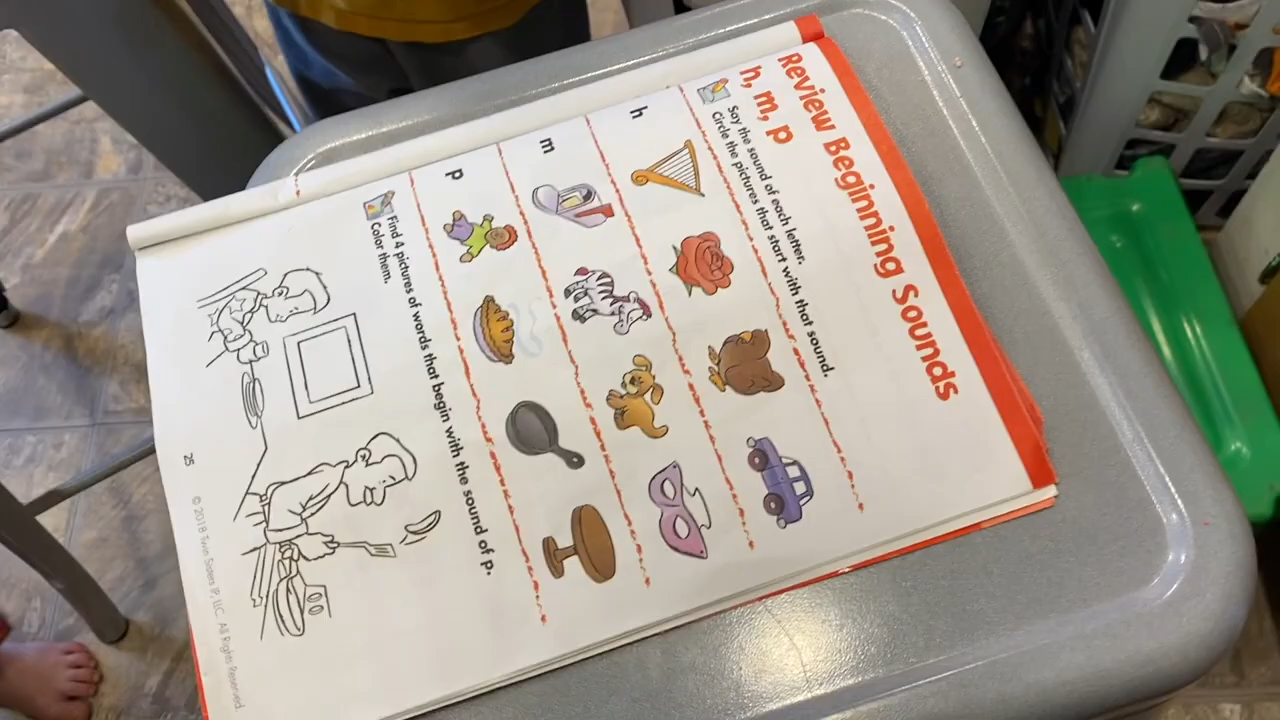 Review Beginning Sounds
h, m, p
Say the sound of each letter.
Circle the pictures that start with that sound.
h
m
p
Find 4 pictures of words that begin with the sound of p.
Color them.
25
© 2018 Twin Sisters IP, LLC. All Rights Reserved.